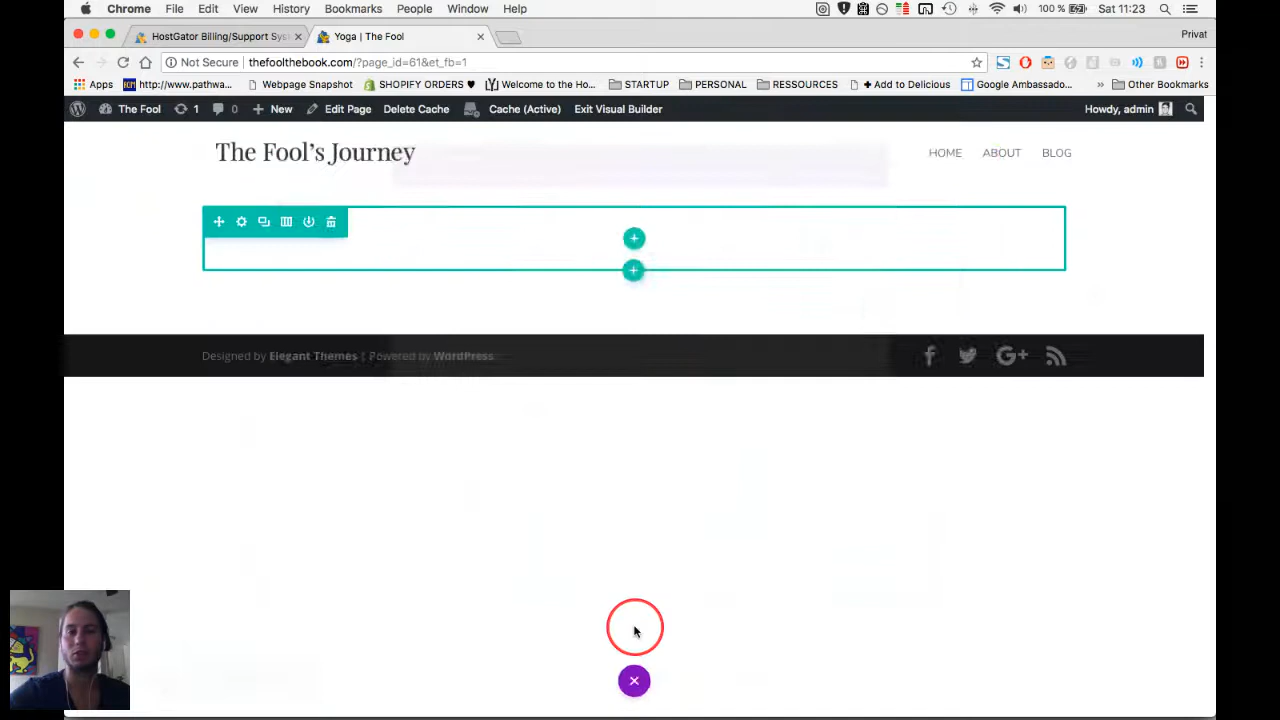 Chrome File Edit View History Bookmarks People Window Help 100 % Sat 11:23
HostGator Billing/Support Sys Yoga | The Fool Privat
Not Secure thefoolthebook.com/?page_id=61&et_fb=1
Apps http://www.pathwa... Webpage Snapshot SHOPIFY ORDERS ♥ Welcome to the Ho... STARTUP PERSONAL RESSOURCES + Add to Delicious Google Ambassado... » Other Bookmarks
The Fool 1 0 + New Edit Page Delete Cache Cache (Active) Exit Visual Builder Howdy, admin
The Fool's Journey HOME ABOUT BLOG
Designed by Elegant Themes | Powered by WordPress